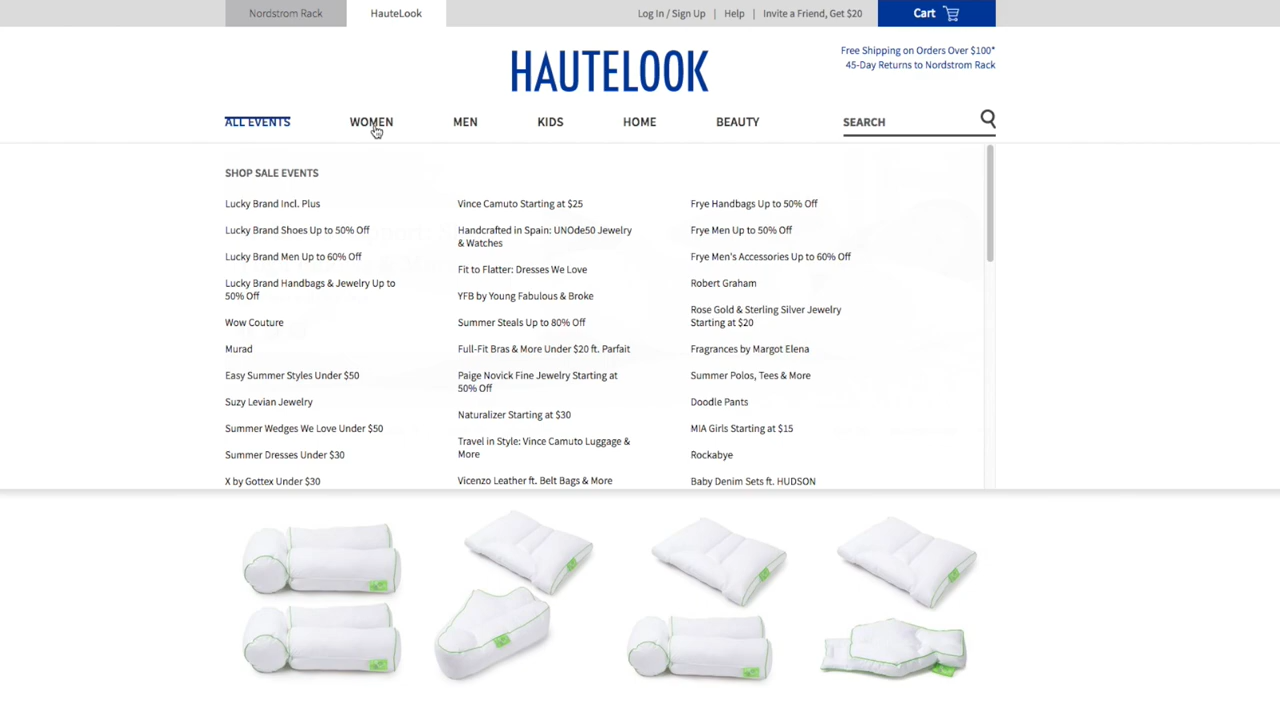 Nordstrom Rack
HauteLook
Log In / Sign Up | Help | Invite a Friend, Get $20
Cart
HAUTELOOK
Free Shipping on Orders Over $100*
45-Day Returns to Nordstrom Rack
ALL EVENTS
WOMEN
MEN
KIDS
HOME
BEAUTY
SEARCH
SHOP SALE EVENTS
Lucky Brand Incl. Plus
Lucky Brand Shoes Up to 50% Off
Lucky Brand Men Up to 60% Off
Lucky Brand Handbags & Jewelry Up to
50% Off
Wow Couture
Murad
Easy Summer Styles Under $50
Suzy Levian Jewelry
Summer Wedges We Love Under $50
Summer Dresses Under $30
X by Gottex Under $30
Vince Camuto Starting at $25
Handcrafted in Spain: UNOde50 Jewelry
& Watches
Fit to Flatter: Dresses We Love
YFB by Young Fabulous & Broke
Summer Steals Up to 80% Off
Full-Fit Bras & More Under $20 ft. Parfait
Paige Novick Fine Jewelry Starting at
50% Off
Naturalizer Starting at $30
Travel in Style: Vince Camuto Luggage &
More
Vicenzo Leather ft. Belt Bags & More
Frye Handbags Up to 50% Off
Frye Men Up to 50% Off
Frye Men's Accessories Up to 60% Off
Robert Graham
Rose Gold & Sterling Silver Jewelry
Starting at $20
Fragrances by Margot Elena
Summer Polos, Tees & More
Doodle Pants
MIA Girls Starting at $15
Rockabye
Baby Denim Sets ft. HUDSON